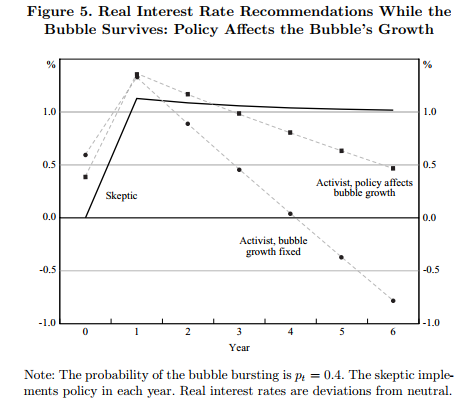 Figure 5. Real Interest Rate Recommendations While the
Bubble Survives: Policy Affects the Bubble's Growth
% %
1.0 1.0
0.5 0.5
Activist, policy affects
bubble growth
Skeptic
0.0 0.0
Activist, bubble
growth fixed
-0.5 -0.5
-1.0 -1.0
0 1 2 3 4 5 6
Year
Note: The probability of the bubble bursting is pt = 0.4. The skeptic imple-
ments policy in each year. Real interest rates are deviations from neutral.